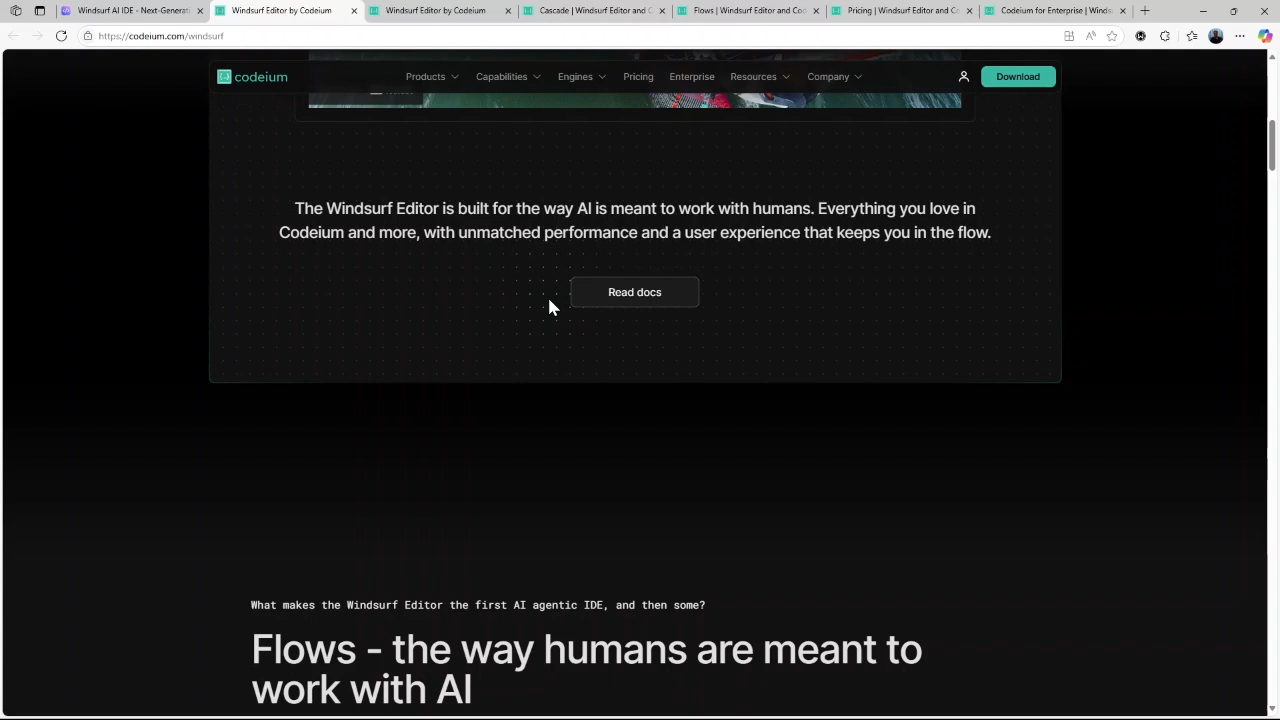 Windsurf AI IDE - Next-Generat
Windsurf Editor by Codeium
Windsurf Editor by Codeium
Cascade | Windsurf Editor and C
Flows | Windsurf Editor and Co
Pricing | Windsurf Editor and Co
Codeium for Enterprise | Winds
https://codeium.com/windsurf
codeium
Products
Capabilities
Engines
Pricing
Enterprise
Resources
Company
Download
The Windsurf Editor is built for the way AI is meant to work with humans. Everything you love in
Codeium and more, with unmatched performance and a user experience that keeps you in the flow.
Read docs
What makes the Windsurf Editor the first AI agentic IDE, and then some?
Flows - the way humans are meant to
work with AI